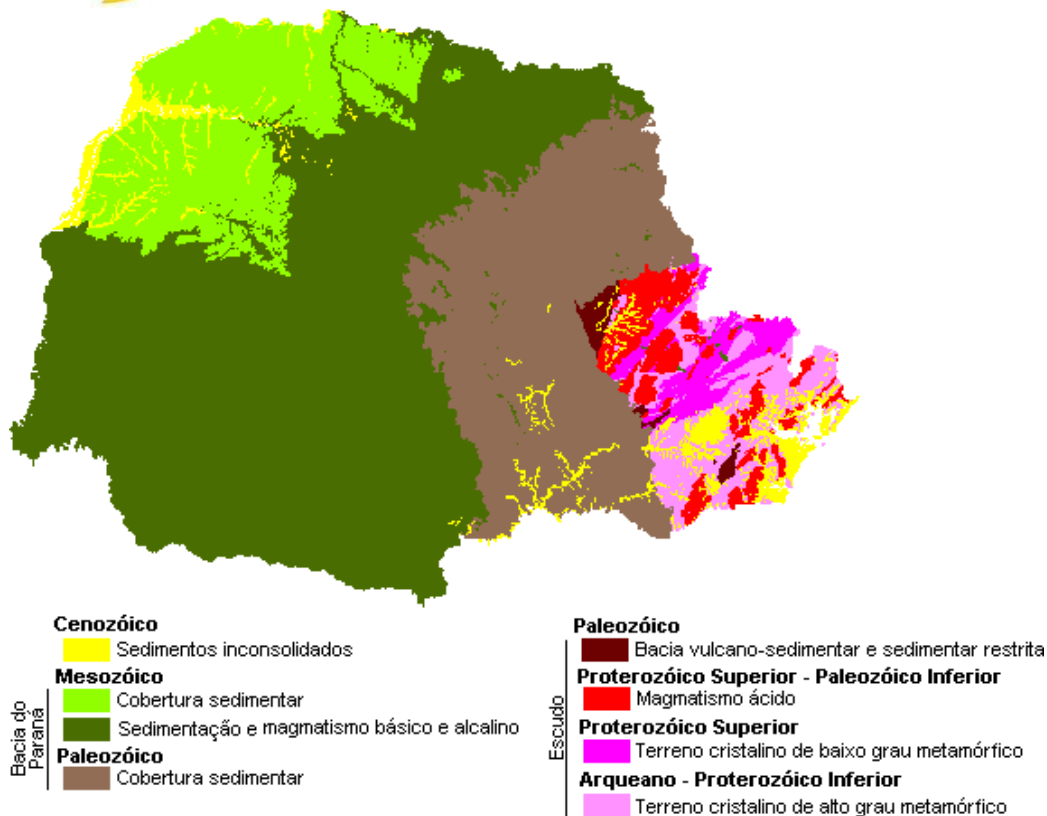 Cenozóico
Sedimentos inconsolidados
Mesozóico
Cobertura sedimentar
Sedimentação e magmatismo básico e alcalino
Paleozóico
Cobertura sedimentar
Bacia do
Paraná
Paleozóico
Bacia vulcano-sedimentar e sedimentar restrita
Proterozóico Superior - Paleozóico Inferior
Magmatismo ácido
Proterozóico Superior
Terreno cristalino de baixo grau metamórfico
Arqueano - Proterozóico Inferior
Terreno cristalino de alto grau metamórfico
Escudo